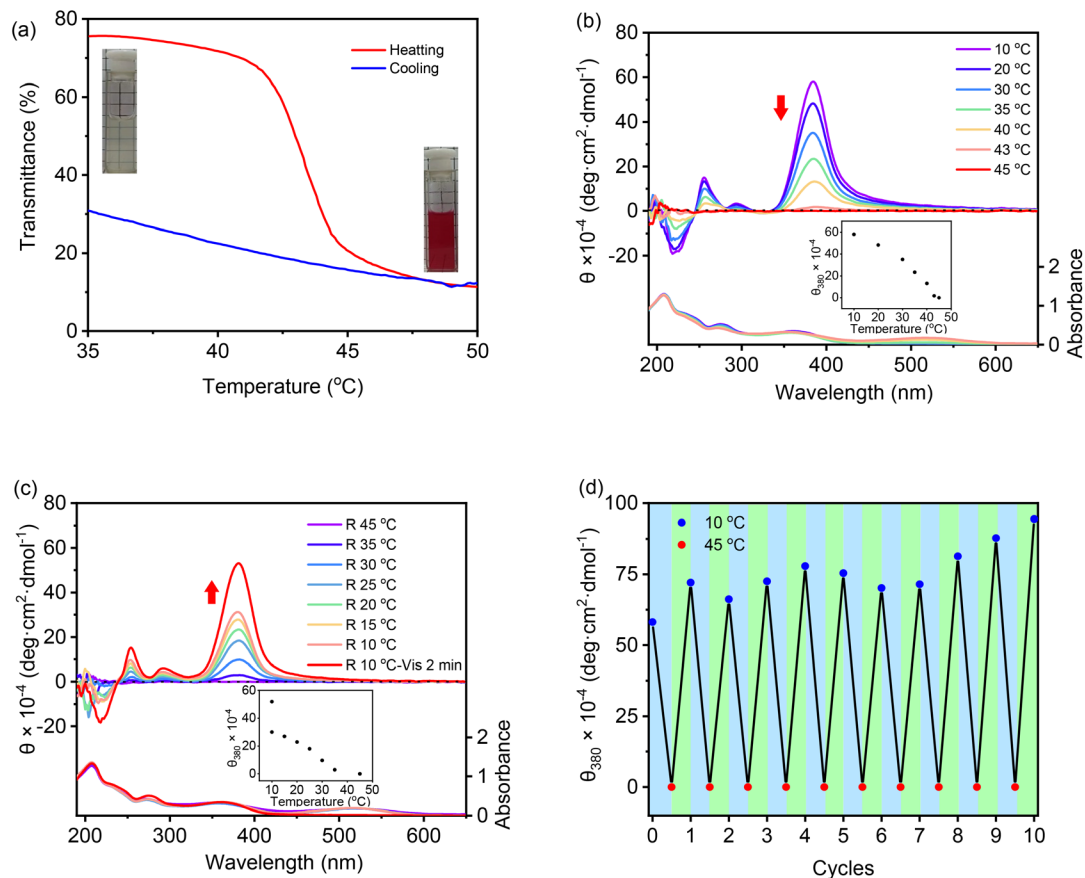 (a)
80
60
40
20
0
35
40
45
50
Transmittance (%)
Temperature (°C)
Heatting
Cooling
(b)
80
60
40
20
0
-20
θ ×10⁻⁴ (deg·cm²·dmol⁻¹)
10 °C
20 °C
30 °C
35 °C
40 °C
43 °C
45 °C
60
40
20
0
θ₃₈₀ × 10⁻⁴
10 20 30 40 50
Temperature (°C)
2
1
0
Absorbance
200 300 400 500 600
Wavelength (nm)
(c)
80
60
40
20
0
-20
θ × 10⁻⁴ (deg·cm²·dmol⁻¹)
R 45 °C
R 35 °C
R 30 °C
R 25 °C
R 20 °C
R 15 °C
R 10 °C
R 10 °C-Vis 2 min
60
40
20
0
θ₃₈₀ × 10⁻⁴
10 20 30 40 50
Temperature (°C)
2
1
0
Absorbance
200 300 400 500 600
Wavelength (nm)
(d)
100
75
50
25
0
θ₃₈₀ × 10⁻⁴ (deg·cm²·dmol⁻¹)
10 °C
45 °C
0 1 2 3 4 5 6 7 8 9 10
Cycles